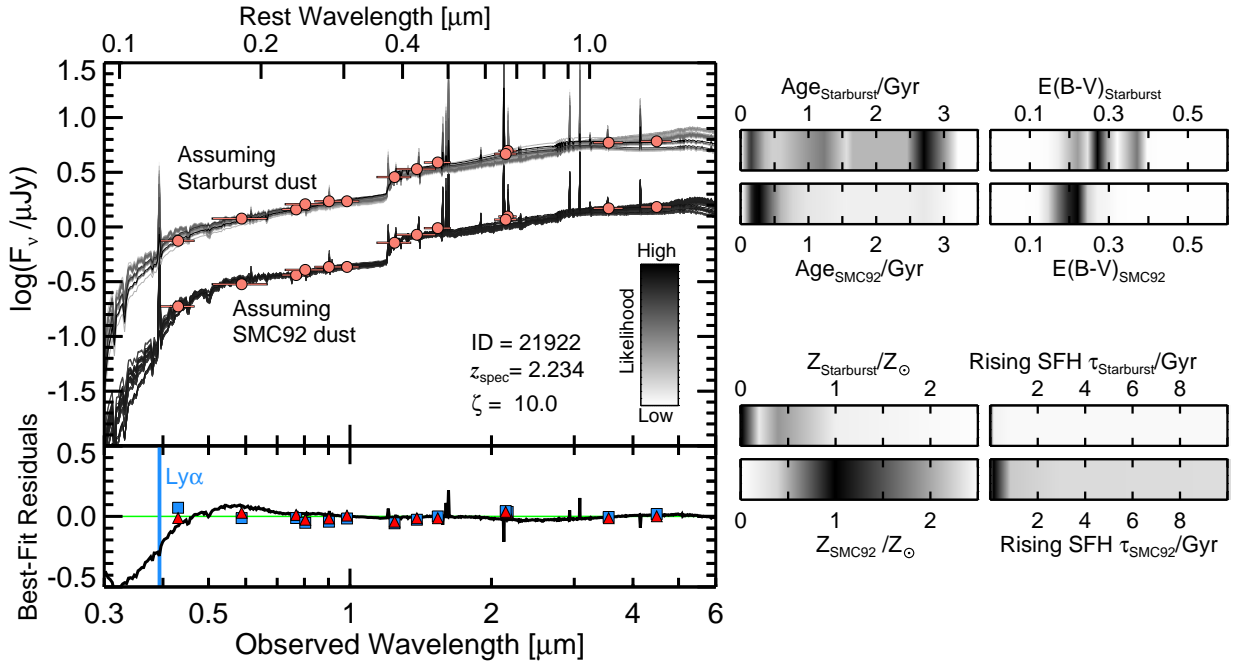 Rest Wavelength [μm]
0.1 0.2 0.4 1.0
1.5
1.0
0.5
0.0
-0.5
-1.0
-1.5
log(Fν /μJy)
Assuming
Starburst dust
Assuming
SMC92 dust
ID = 21922
zspec= 2.234
ζ = 10.0
High
Likelihood
Low
0.5
0.0
-0.5
Best-Fit Residuals
Lyα
0.3 0.5 1 2 4 6
Observed Wavelength [μm]
AgeStarburst/Gyr
0 1 2 3
0 1 2 3
AgeSMC92/Gyr
E(B-V)Starburst
0.1 0.3 0.5
0.1 0.3 0.5
E(B-V)SMC92
ZStarburst/Z⊙
0 1 2
0 1 2
ZSMC92 /Z⊙
Rising SFH τStarburst/Gyr
2 4 6 8
2 4 6 8
Rising SFH τSMC92/Gyr